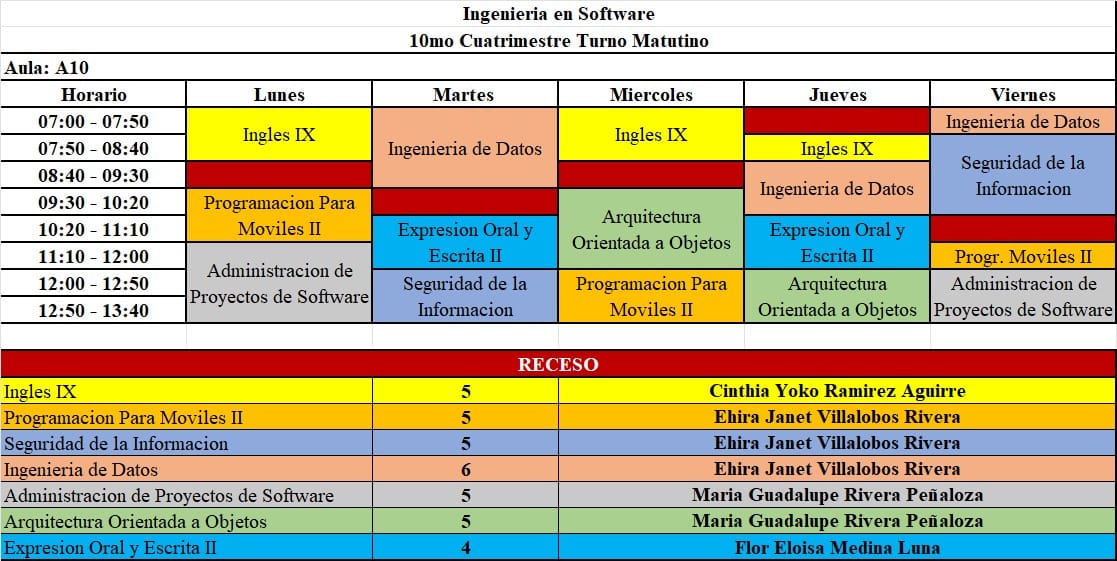 Ingenieria en Software
10mo Cuatrimestre Turno Matutino
Aula: A10
Horario Lunes Martes Miercoles Jueves Viernes
07:00 - 07:50
07:50 - 08:40
08:40 - 09:30
09:30 - 10:20
10:20 - 11:10
11:10 - 12:00
12:00 - 12:50
12:50 - 13:40
Ingles IX
Programacion Para
Moviles II
Administracion de
Proyectos de Software
Ingenieria de Datos
Expresion Oral y
Escrita II
Seguridad de la
Informacion
Ingles IX
Arquitectura
Orientada a Objetos
Programacion Para
Moviles II
Ingles IX
Ingenieria de Datos
Expresion Oral y
Escrita II
Arquitectura
Orientada a Objetos
Ingenieria de Datos
Seguridad de la
Informacion
Progr. Moviles II
Administracion de
Proyectos de Software
RECESO
Ingles IX 5 Cinthia Yoko Ramirez Aguirre
Programacion Para Moviles II 5 Ehira Janet Villalobos Rivera
Seguridad de la Informacion 5 Ehira Janet Villalobos Rivera
Ingenieria de Datos 6 Ehira Janet Villalobos Rivera
Administracion de Proyectos de Software 5 Maria Guadalupe Rivera Peñaloza
Arquitectura Orientada a Objetos 5 Maria Guadalupe Rivera Peñaloza
Expresion Oral y Escrita II 4 Flor Eloisa Medina Luna